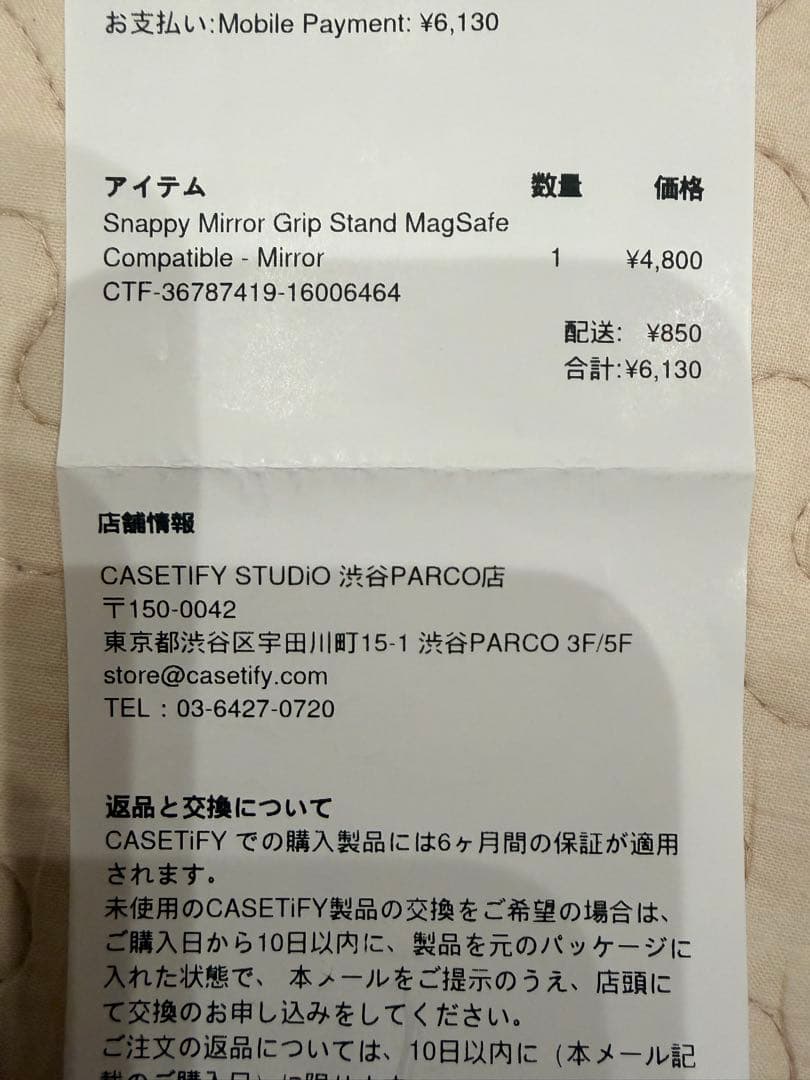 お支払い:Mobile Payment: ¥6,130
アイテム 数量 価格
Snappy Mirror Grip Stand MagSafe
Compatible - Mirror 1 ¥4,800
CTF-36787419-16006464
配送: ¥850
合計:¥6,130
店舗情報
CASETIFY STUDiO 渋谷PARCO店
〒150-0042
東京都渋谷区宇田川町15-1 渋谷PARCO 3F/5F
store@casetify.com
TEL : 03-6427-0720
返品と交換について
CASETiFY での購入製品には6ヶ月間の保証が適用
されます。
未使用のCASETiFY製品の交換をご希望の場合は、
ご購入日から10日以内に、製品を元のパッケージに
入れた状態で、 本メールをご提示のうえ、店頭に
て交換のお申し込みをしてください。
ご注文の返品については、10日以内に（本メール記
載のご購入日）に限ります